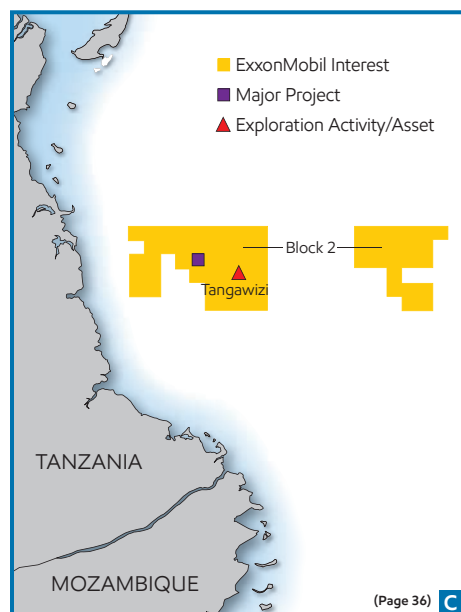 ExxonMobil Interest
Major Project
Exploration Activity/Asset
Block 2
Tangawizi
TANZANIA
MOZAMBIQUE
(Page 36) C